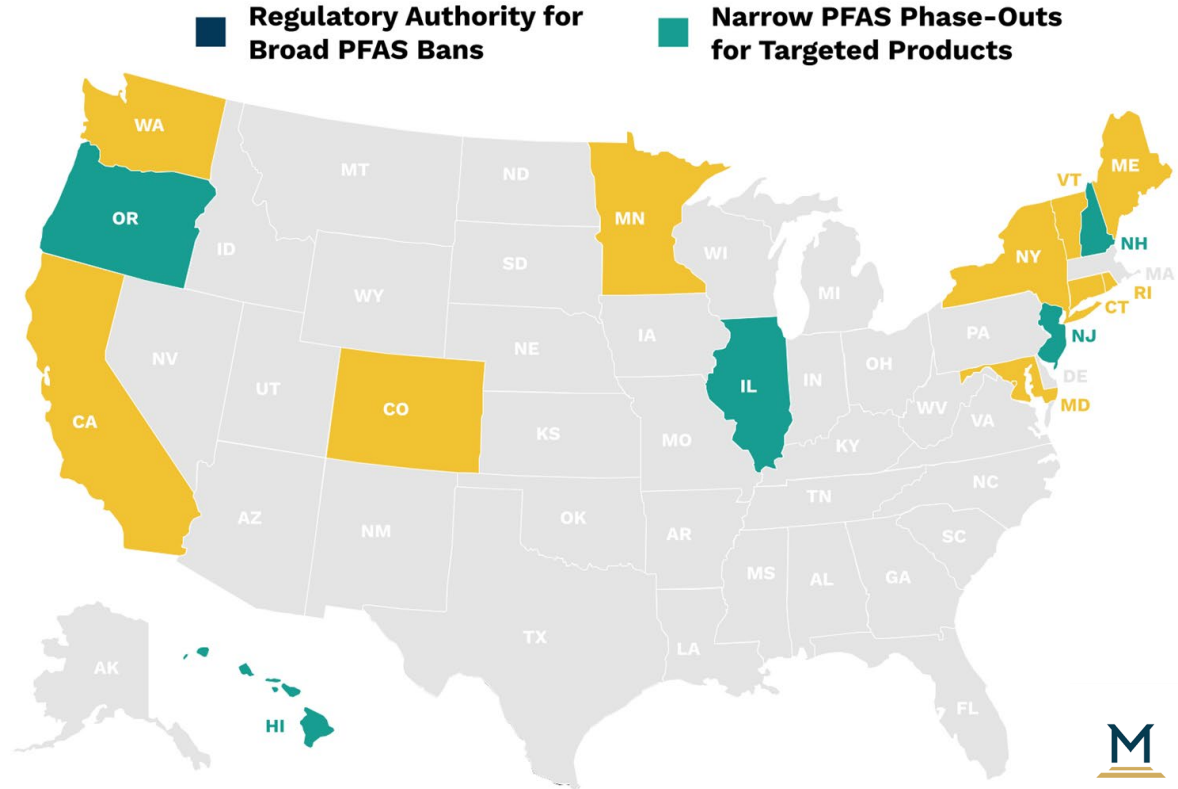 Regulatory Authority for
Broad PFAS Bans
Narrow PFAS Phase-Outs
for Targeted Products
WA
OR
CA
ID
NV
MT
WY
UT
CO
AZ
NM
ND
SD
NE
KS
OK
TX
MN
IA
MO
AR
LA
WI
IL
MI
IN
OH
KY
TN
MS
AL
GA
FL
SC
NC
VA
WV
PA
NY
VT
ME
NH
MA
RI
CT
NJ
DE
MD
AK
HI
M